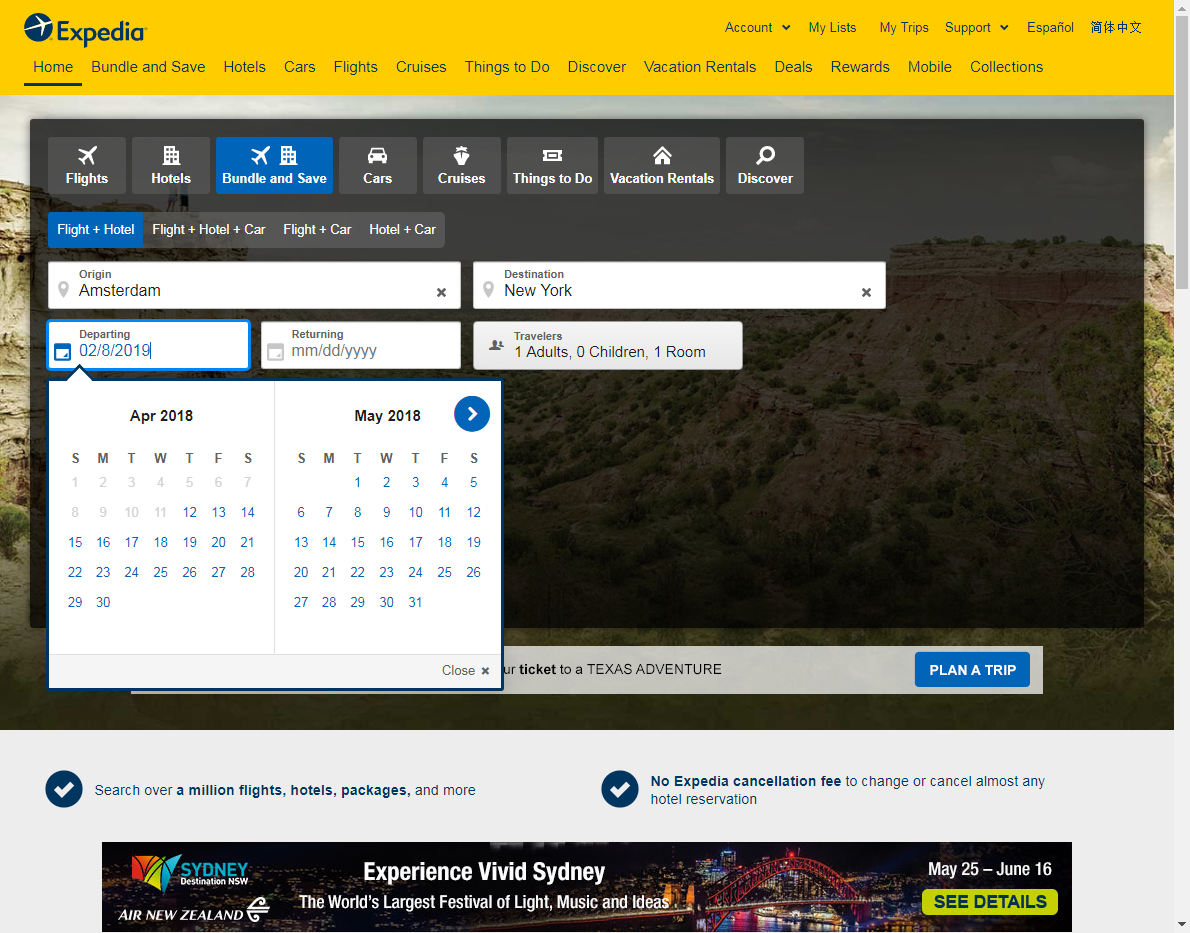 Expedia
Account
My Lists
My Trips
Support
Español
简体中文
Home
Bundle and Save
Hotels
Cars
Flights
Cruises
Things to Do
Discover
Vacation Rentals
Deals
Rewards
Mobile
Collections
Flights
Hotels
Bundle and Save
Cars
Cruises
Things to Do
Vacation Rentals
Discover
Flight + Hotel
Flight + Hotel + Car
Flight + Car
Hotel + Car
Origin
Amsterdam
Destination
New York
Departing
02/8/2019
Returning
mm/dd/yyyy
Travelers
1 Adults, 0 Children, 1 Room
Apr 2018
S M T W T F S
1 2 3 4 5 6 7
8 9 10 11 12 13 14
15 16 17 18 19 20 21
22 23 24 25 26 27 28
29 30
May 2018
S M T W T F S
1 2 3 4 5
6 7 8 9 10 11 12
13 14 15 16 17 18 19
20 21 22 23 24 25 26
27 28 29 30 31
Close
ur ticket to a TEXAS ADVENTURE
PLAN A TRIP
Search over a million flights, hotels, packages, and more
No Expedia cancellation fee to change or cancel almost any
hotel reservation
SYDNEY
Destination NSW
AIR NEW ZEALAND
Experience Vivid Sydney
The World's Largest Festival of Light, Music and Ideas
May 25 – June 16
SEE DETAILS